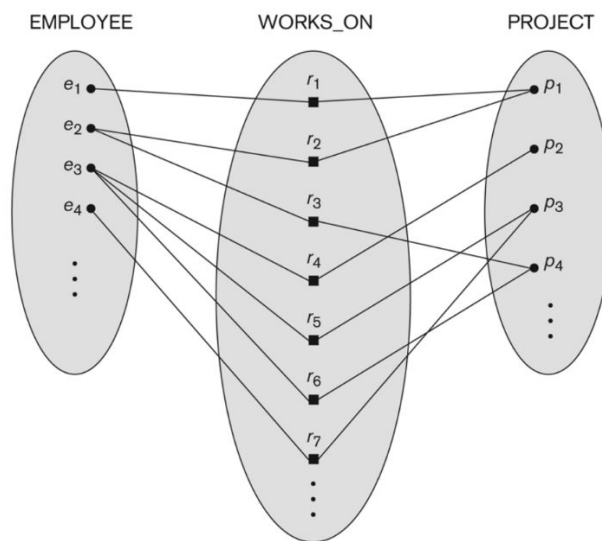 EMPLOYEE WORKS_ON PROJECT
e1
e2
e3
e4
r1
r2
r3
r4
r5
r6
r7
p1
p2
p3
p4